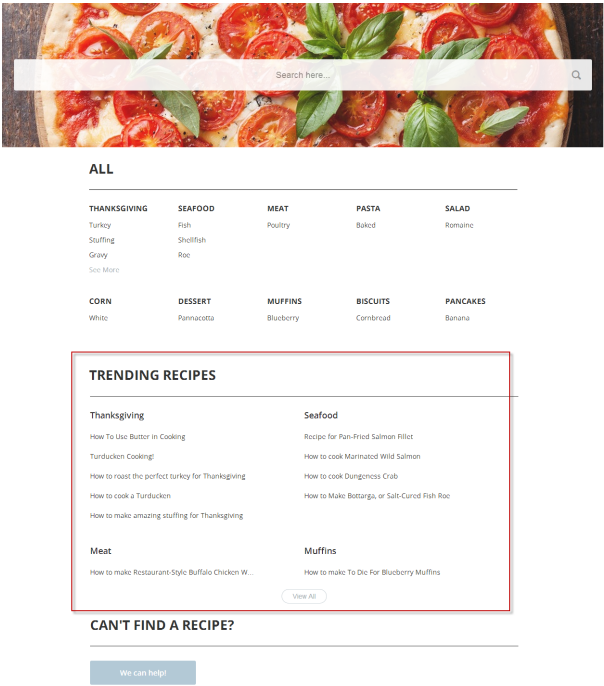 Search here...
ALL
THANKSGIVING SEAFOOD MEAT PASTA SALAD
Turkey Fish Poultry Baked Romaine
Stuffing Shellfish
Gravy Roe
See More
CORN DESSERT MUFFINS BISCUITS PANCAKES
White Pannacotta Blueberry Cornbread Banana
TRENDING RECIPES
Thanksgiving Seafood
How To Use Butter in Cooking Recipe for Pan-Fried Salmon Fillet
Turducken Cooking! How to cook Marinated Wild Salmon
How to roast the perfect turkey for Thanksgiving How to cook Dungeness Crab
How to cook a Turducken How to Make Bottarga, or Salt-Cured Fish Roe
How to make amazing stuffing for Thanksgiving
Meat Muffins
How to make Restaurant-Style Buffalo Chicken W... How to make To Die For Blueberry Muffins
View All
CAN'T FIND A RECIPE?
We can help!